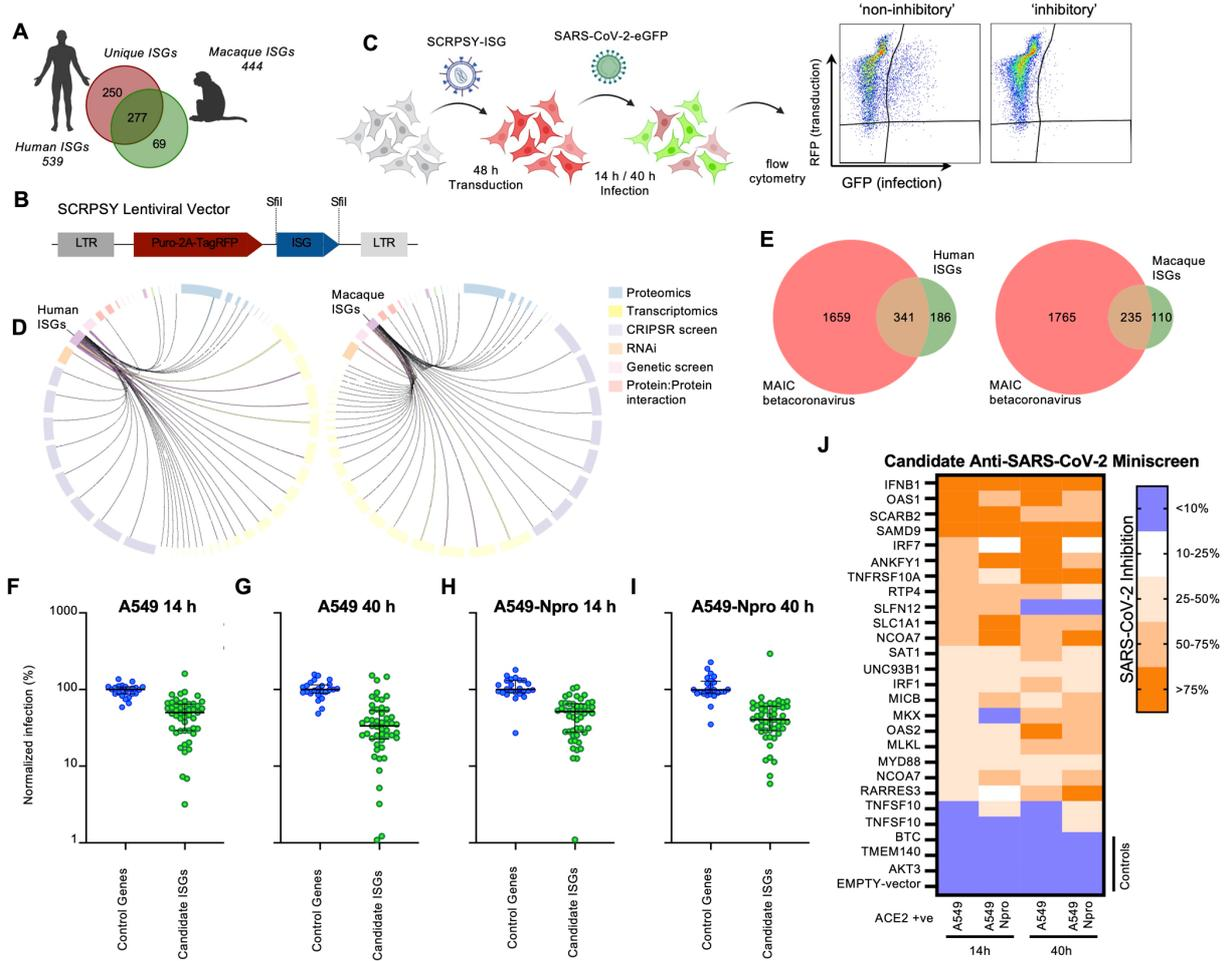 A
Unique ISGs
Macaque ISGs
444
250
277
69
Human ISGs
539
B
SCRPSY Lentiviral Vector
SfiI
SfiI
LTR
Puro-2A-TagRFP
ISG
LTR
C
SCRPSY-ISG
SARS-CoV-2-eGFP
48 h
Transduction
14 h / 40 h
Infection
flow
cytometry
'non-inhibitory'
'inhibitory'
RFP (transduction)
GFP (infection)
D
Human
ISGs
Macaque
ISGs
Proteomics
Transcriptomics
CRIPSR screen
RNAi
Genetic screen
Protein:Protein
interaction
E
Human
ISGs
1659
341
186
MAIC
betacoronavirus
Macaque
ISGs
1765
235
110
MAIC
betacoronavirus
F
A549 14 h
Normalized infection (%)
1000
100
10
1
Control Genes
Candidate ISGs
G
A549 40 h
Control Genes
Candidate ISGs
H
A549-Npro 14 h
Control Genes
Candidate ISGs
I
A549-Npro 40 h
Control Genes
Candidate ISGs
J
Candidate Anti-SARS-CoV-2 Miniscreen
IFNB1
OAS1
SCARB2
SAMD9
IRF7
ANKFY1
TNFRSF10A
RTP4
SLFN12
SLC1A1
NCOA7
SAT1
UNC93B1
IRF1
MICB
MKX
OAS2
MLKL
MYD88
NCOA7
RARRES3
TNFSF10
TNFSF10
BTC
TMEM140
AKT3
EMPTY-vector
Controls
ACE2 +ve
A549
A549
Npro
A549
A549
Npro
14h
40h
SARS-CoV-2 Inhibition
<10%
10-25%
25-50%
50-75%
>75%